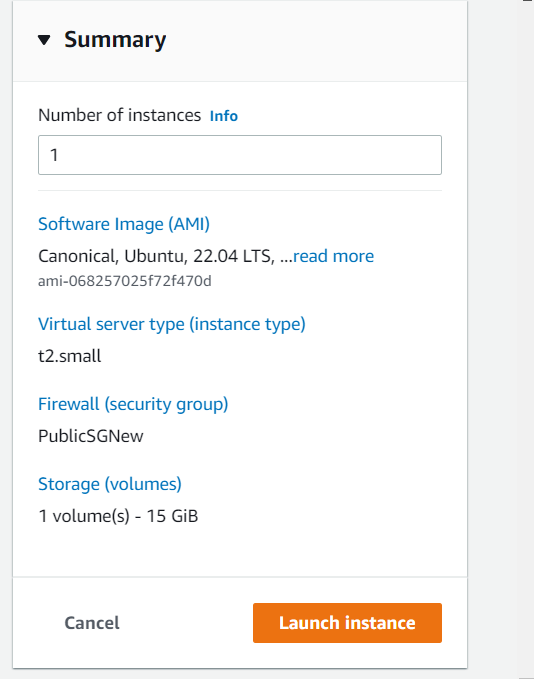 Summary
Number of instances Info
1
Software Image (AMI)
Canonical, Ubuntu, 22.04 LTS, ...read more
ami-068257025f72f470d
Virtual server type (instance type)
t2.small
Firewall (security group)
PublicSGNew
Storage (volumes)
1 volume(s) - 15 GiB
Cancel Launch instance